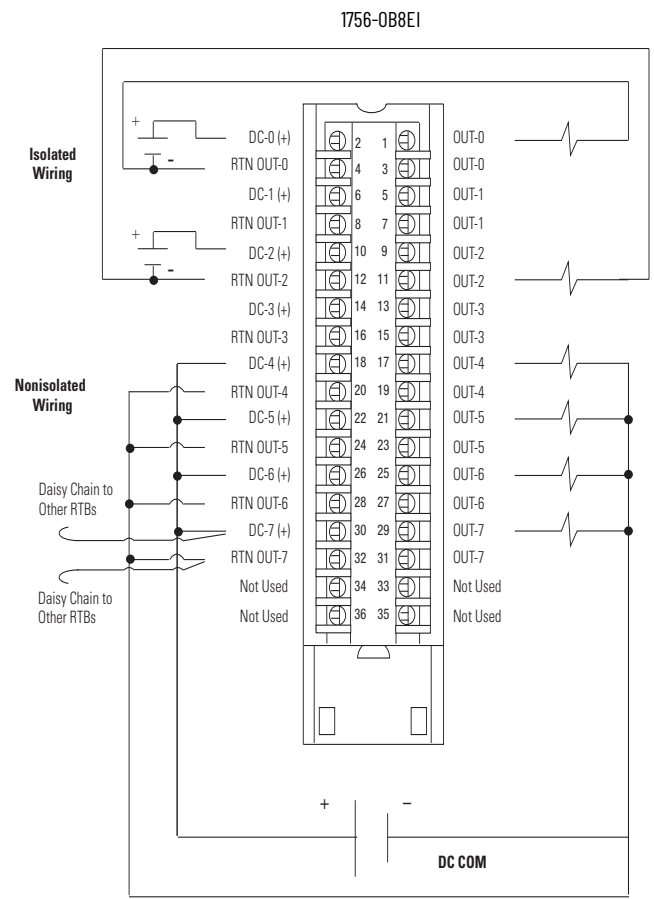 1756-OB8EI
Isolated
Wiring
+
-
+
-
DC-0 (+) 2 1 OUT-0
RTN OUT-0 4 3 OUT-0
DC-1 (+) 6 5 OUT-1
RTN OUT-1 8 7 OUT-1
DC-2 (+) 10 9 OUT-2
RTN OUT-2 12 11 OUT-2
DC-3 (+) 14 13 OUT-3
RTN OUT-3 16 15 OUT-3
DC-4 (+) 18 17 OUT-4
RTN OUT-4 20 19 OUT-4
DC-5 (+) 22 21 OUT-5
RTN OUT-5 24 23 OUT-5
DC-6 (+) 26 25 OUT-6
RTN OUT-6 28 27 OUT-6
DC-7 (+) 30 29 OUT-7
RTN OUT-7 32 31 OUT-7
Not Used 34 33 Not Used
Not Used 36 35 Not Used
Nonisolated
Wiring
Daisy Chain to
Other RTBs
Daisy Chain to
Other RTBs
+ –
DC COM